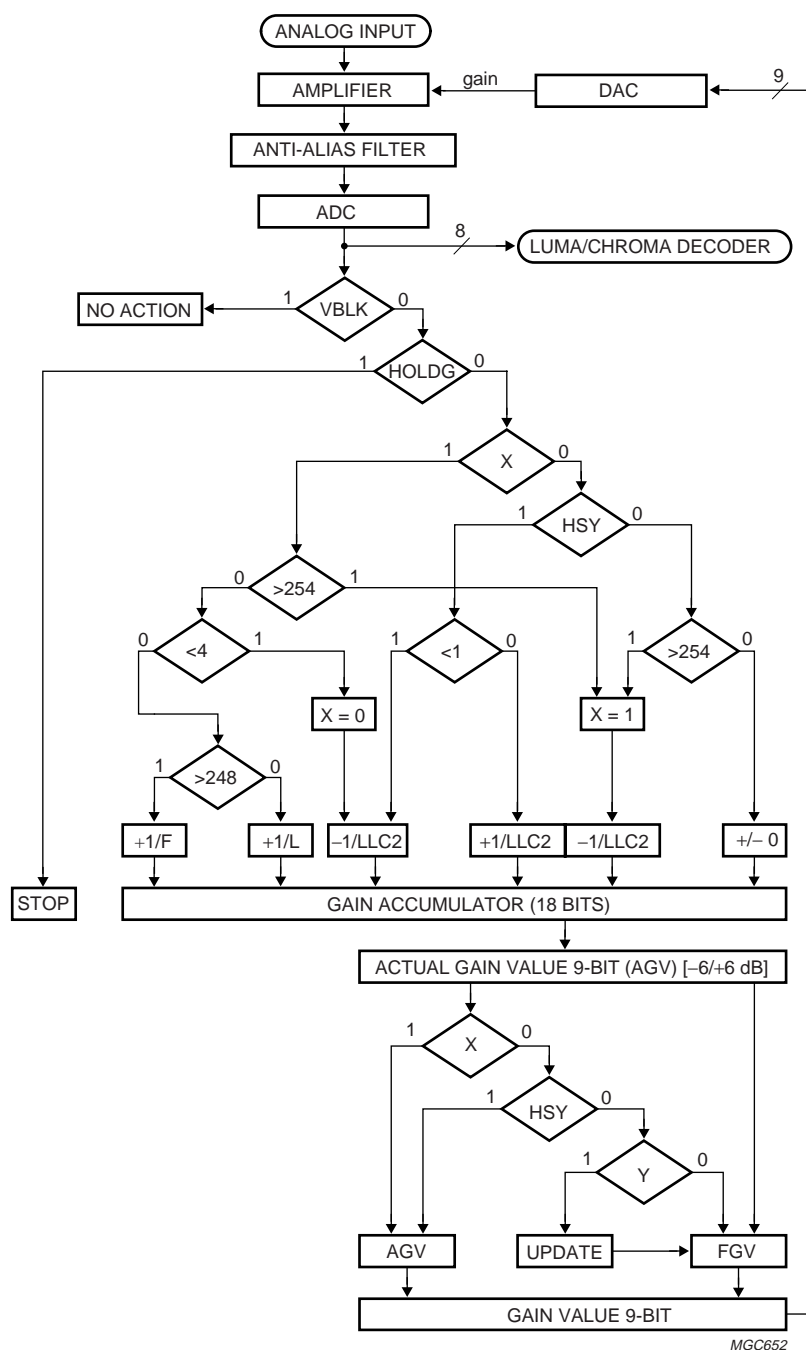 ANALOG INPUT
AMPLIFIER
gain
DAC
9
ANTI-ALIAS FILTER
ADC
8
LUMA/CHROMA DECODER
NO ACTION
1
VBLK
0
1
HOLDG
0
1
X
0
1
HSY
0
0
>254
1
0
<4
1
1
<1
0
1
>254
0
X = 0
X = 1
1
>248
0
+1/F
+1/L
−1/LLC2
+1/LLC2
−1/LLC2
+/− 0
STOP
GAIN ACCUMULATOR (18 BITS)
ACTUAL GAIN VALUE 9-BIT (AGV) [−6/+6 dB]
1
X
0
1
HSY
0
1
Y
0
AGV
UPDATE
FGV
GAIN VALUE 9-BIT
MGC652